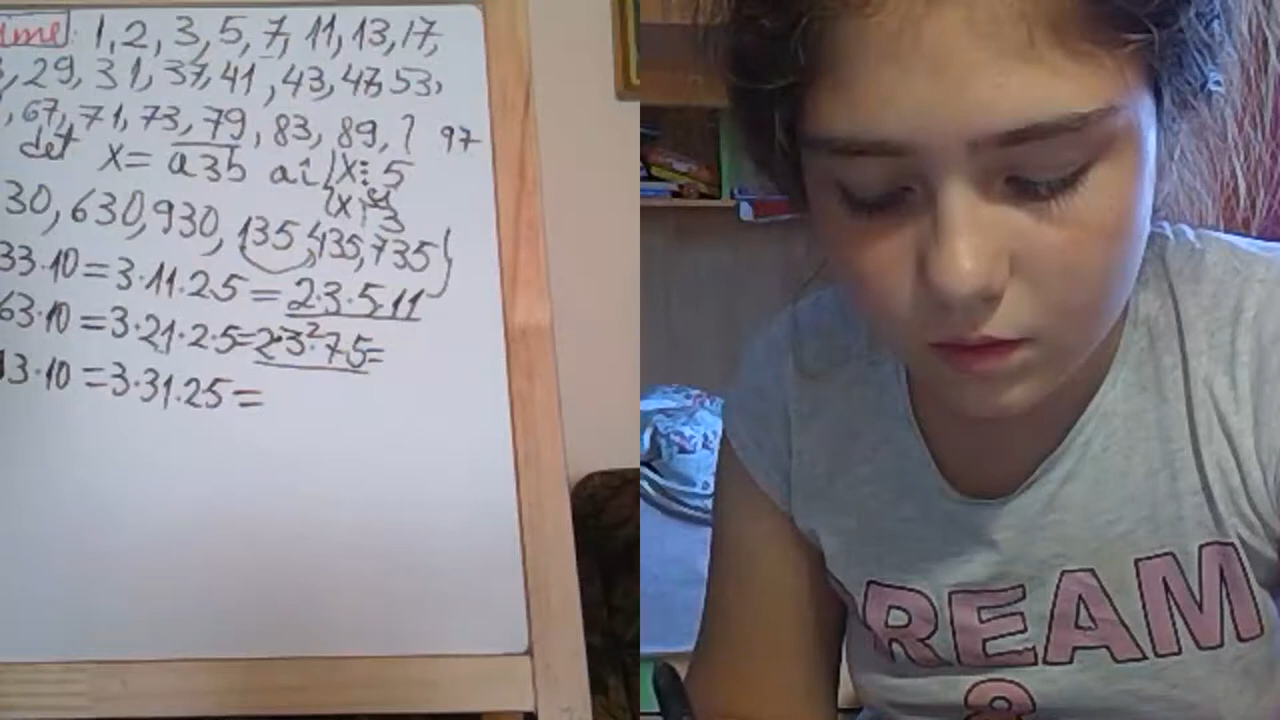 1, 2, 3, 5, 7, 11, 13, 17,
, 29, 31, 37, 41, 43, 47, 53,
, 67, 71, 73, 79, 83, 89, ? 97
det x = a3b aî x⋮5
x⋮3
30, 630, 930, 135, 435, 735}
33·10 = 3·11·2·5 = 2·3·5·11
63·10 = 3·21·2·5 = 2·3²·7·5 =
3·10 = 3·31·2·5 =
REAM